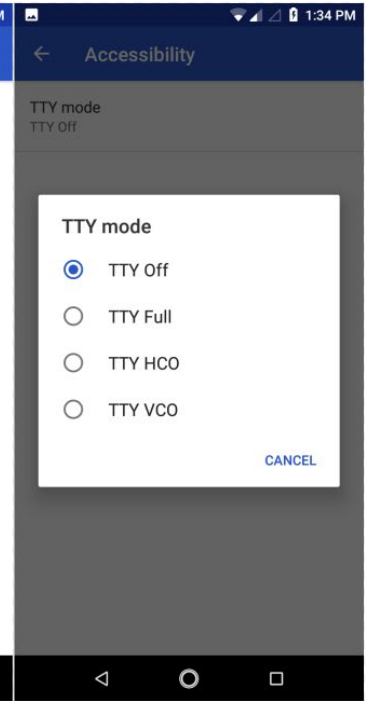 1:34 PM
Accessibility
TTY mode
TTY Off
TTY mode
TTY Off
TTY Full
TTY HCO
TTY VCO
CANCEL